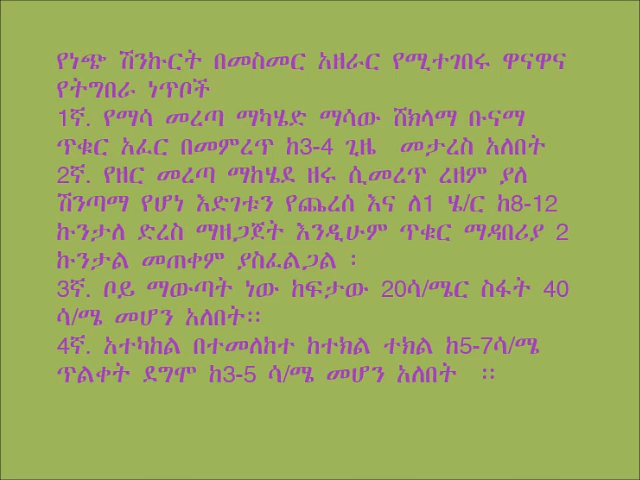 የነጭ ሽንኩርት በመስመር አዘራር የሚተገበሩ ዋናዋና
የትግበራ ነጥቦች
1ኛ. የማሳ መረጣ ማካሄድ ማሳው ሸክላማ ቡናማ
ጥቁር አፈር በመምረጥ ከ3-4 ጊዜ መታረስ አለበት
2ኛ. የዘር መረጣ ማከሄደ ዘሩ ሲመረጥ ረዘም ያለ
ሽንጣማ የሆነ እድገቱን የጨረሰ እና ለ1 ሄ/ር ከ8-12
ኩንታለ ድረስ ማዘጋጀት እንዲሁም ጥቁር ማዳበሪያ 2
ኩንታል መጠቀም ያስፈልጋል ፡
3ኛ. ቦይ ማውጣት ነው ከፍታው 20ሳ/ሜር ስፋት 40
ሳ/ሜ መሆን አለበት፡፡
4ኛ. አተካከል በተመለከተ ከተክል ተክል ከ5-7ሳ/ሜ
ጥልቀት ደግሞ ከ3-5 ሳ/ሜ መሆን አለበት ፡፡